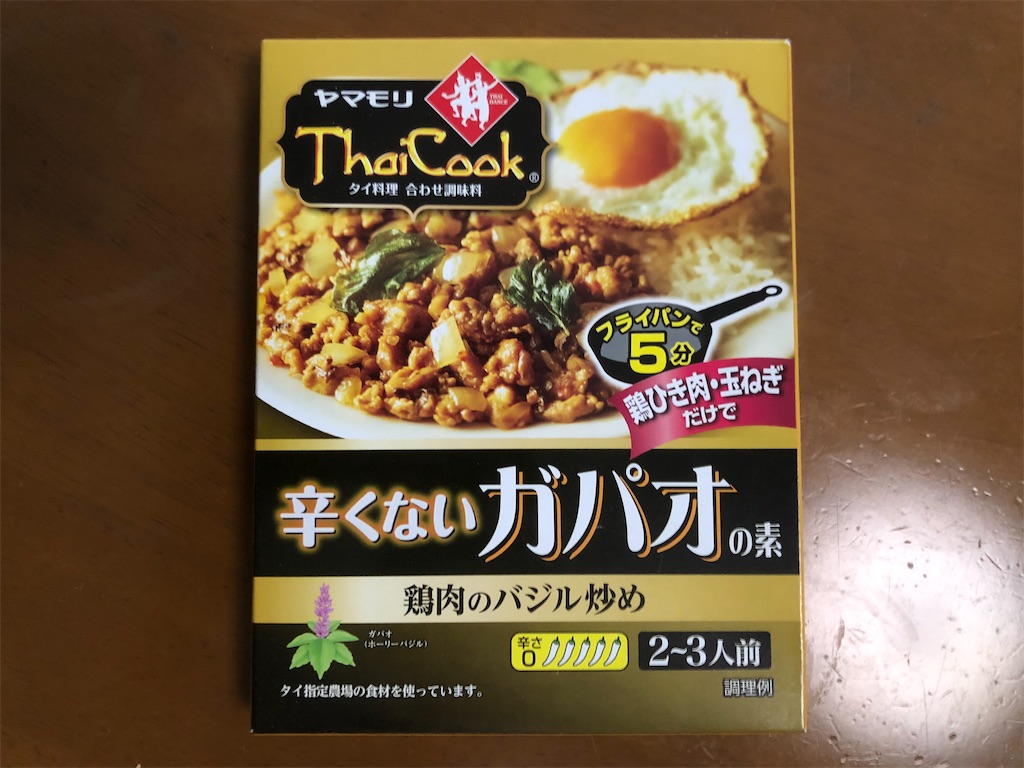 ヤマモリ
THAI DANCE
ThaiCook®
タイ料理 合わせ調味料
フライパンで
5分
鶏ひき肉・玉ねぎ
だけで
辛くないガパオの素
鶏肉のバジル炒め
ガパオ
(ホーリーバジル)
辛さ
0
2~3人前
タイ指定農場の食材を使っています。
調理例